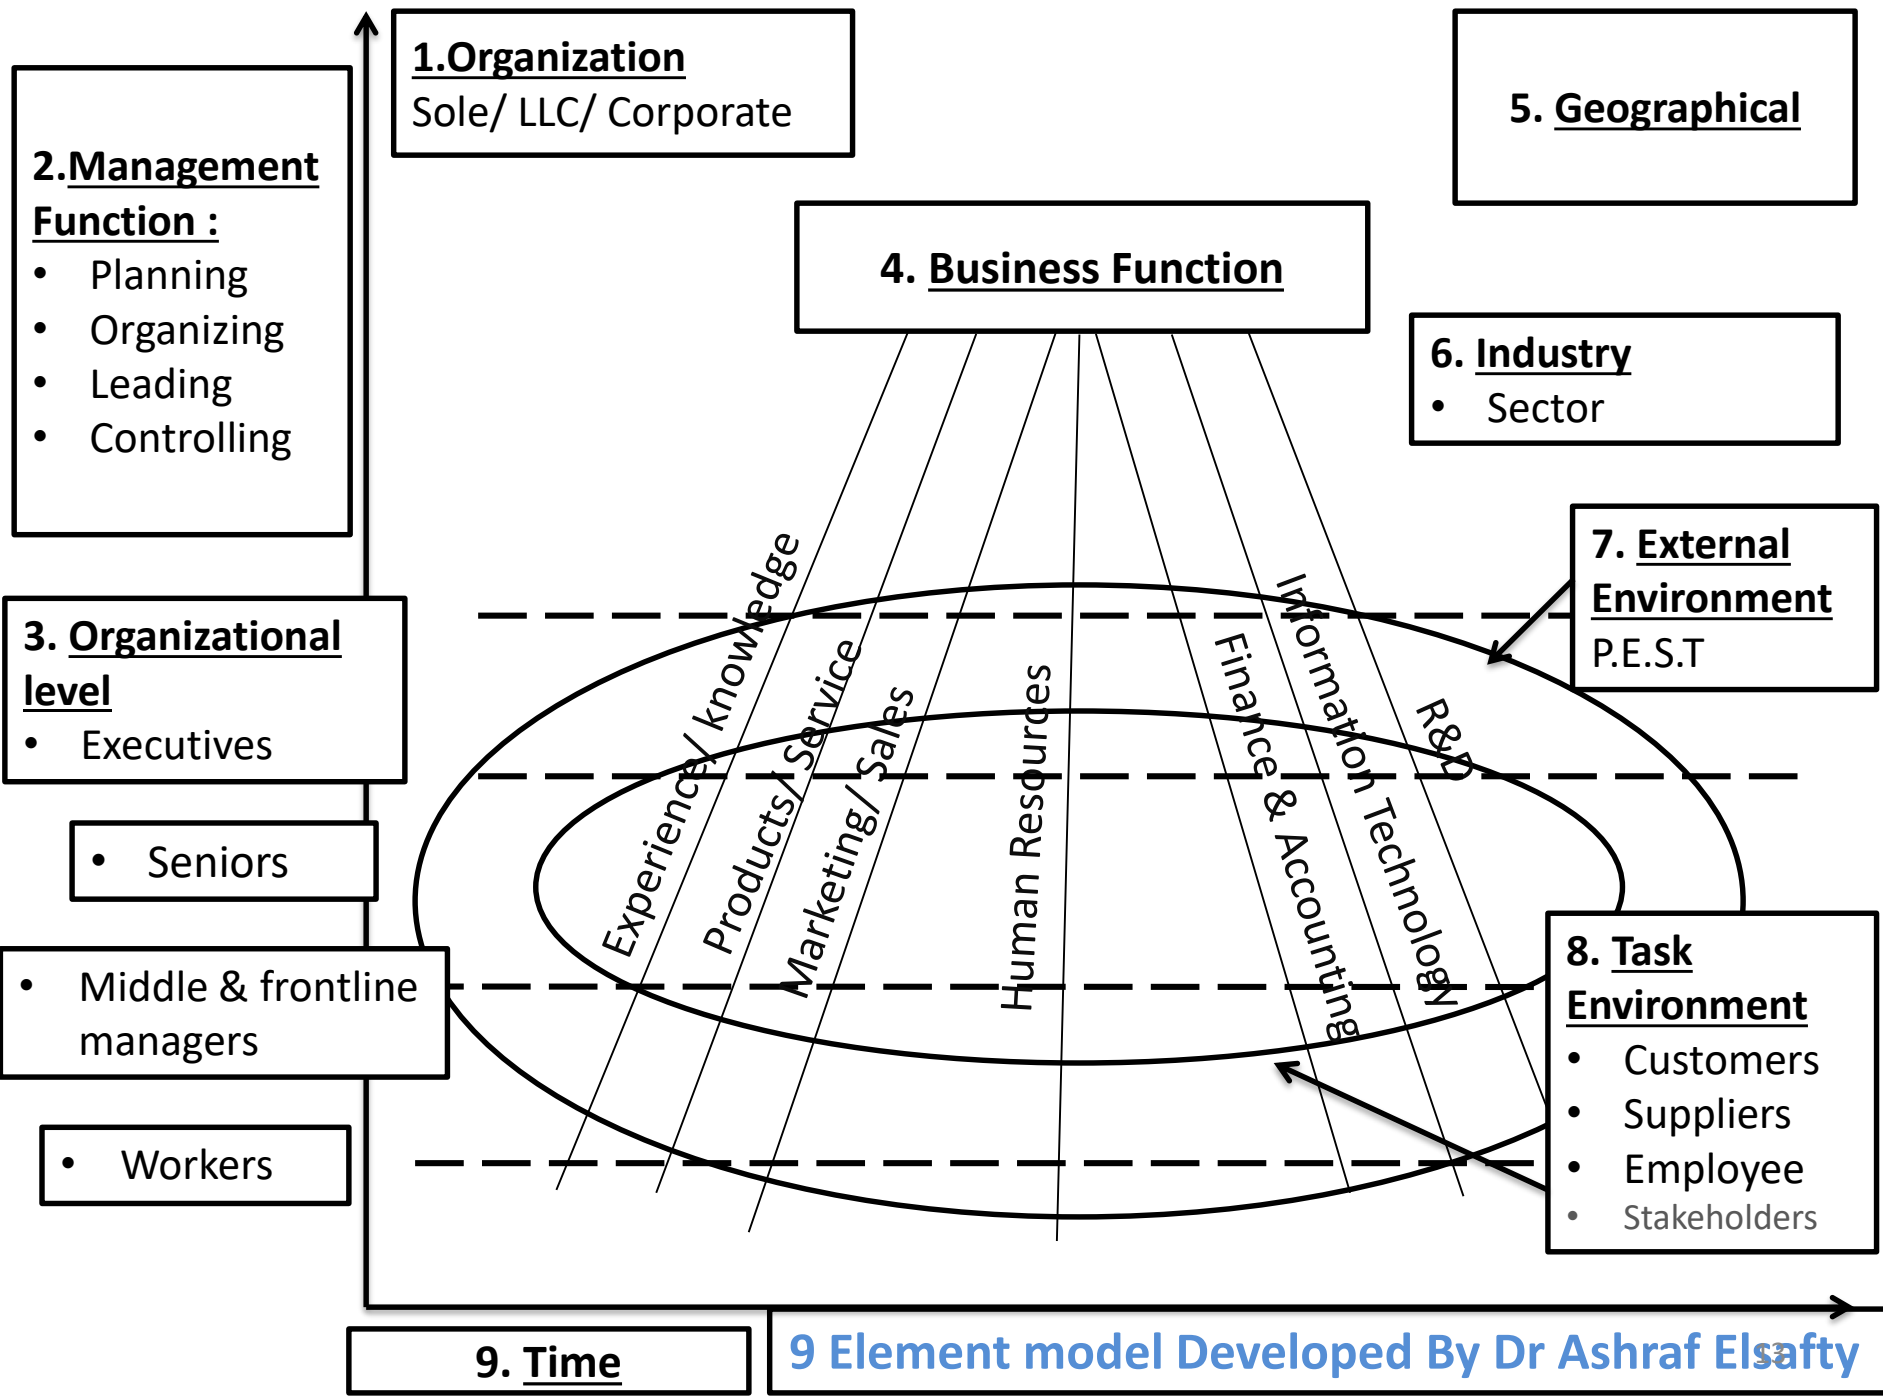 1.Organization
Sole/ LLC/ Corporate
5. Geographical
2.Management
Function :
• Planning
• Organizing
• Leading
• Controlling
4. Business Function
6. Industry
• Sector
7. External
Environment
P.E.S.T
3. Organizational
level
• Executives
• Seniors
• Middle & frontline
managers
• Workers
Experience/ knowledge
Products/ Service
Marketing/ Sales
Human Resources
Finance & Accounting
Information Technology
R&D
8. Task
Environment
• Customers
• Suppliers
• Employee
• Stakeholders
9. Time
9 Element model Developed By Dr Ashraf Elsafty
13